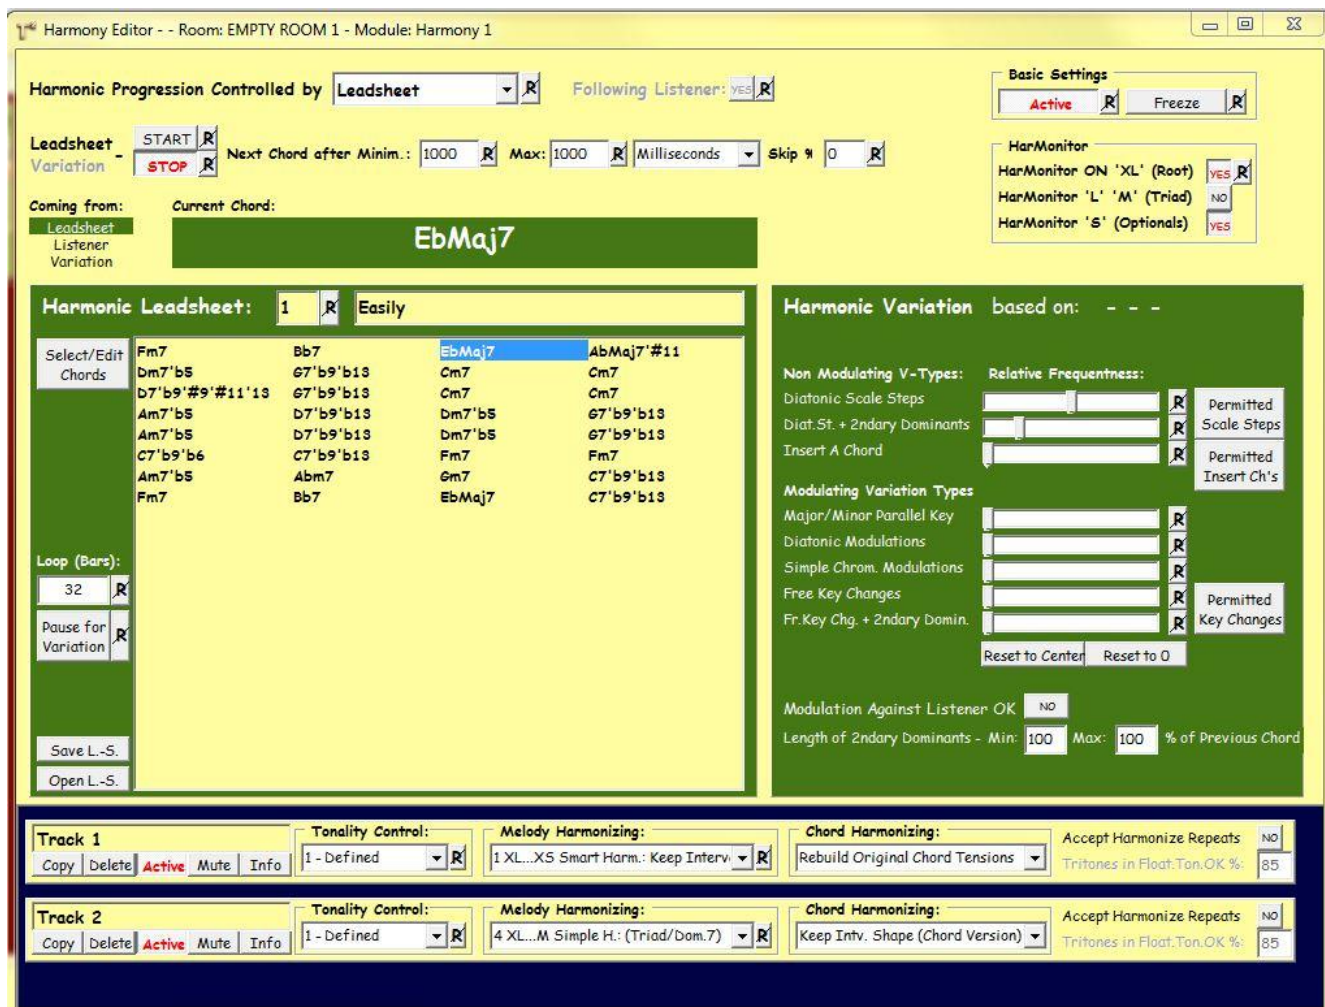 Harmony Editor - - Room: EMPTY ROOM 1 - Module: Harmony 1
Harmonic Progression Controlled by Leadsheet R Following Listener: YES R
Basic Settings
Active R Freeze R
Leadsheet - START R
Variation STOP R
Next Chord after Minim.: 1000 R Max: 1000 R Milliseconds Skip % 0 R
HarMonitor
HarMonitor ON 'XL' (Root) YES R
HarMonitor 'L' 'M' (Triad) NO
HarMonitor 'S' (Optionals) YES
Coming from: Current Chord:
Leadsheet
Listener
Variation
EbMaj7
Harmonic Leadsheet: 1 R Easily
Select/Edit
Chords
Fm7 Bb7 EbMaj7 AbMaj7'#11
Dm7'b5 G7'b9'b13 Cm7 Cm7
D7'b9'#9'#11'13 G7'b9'b13 Cm7 Cm7
Am7'b5 D7'b9'b13 Dm7'b5 G7'b9'b13
Am7'b5 D7'b9'b13 Dm7'b5 G7'b9'b13
C7'b9'b6 C7'b9'b13 Fm7 Fm7
Am7'b5 Abm7 Gm7 C7'b9'b13
Fm7 Bb7 EbMaj7 C7'b9'b13
Loop (Bars):
32 R
Pause for
Variation R
Save L.-S.
Open L.-S.
Harmonic Variation based on: - - -
Non Modulating V-Types: Relative Frequentness:
Diatonic Scale Steps R
Diat.St. + 2ndary Dominants R
Insert A Chord R
Permitted
Scale Steps
Permitted
Insert Ch's
Modulating Variation Types
Major/Minor Parallel Key R
Diatonic Modulations R
Simple Chrom. Modulations R
Free Key Changes R
Fr.Key Chg. + 2ndary Domin. R
Permitted
Key Changes
Reset to Center Reset to 0
Modulation Against Listener OK NO
Length of 2ndary Dominants - Min: 100 Max: 100 % of Previous Chord
Track 1
Copy Delete Active Mute Info
Tonality Control:
1 - Defined R
Melody Harmonizing:
1 XL...XS Smart Harm.: Keep Interv R
Chord Harmonizing:
Rebuild Original Chord Tensions
Accept Harmonize Repeats NO
Tritones in Float.Ton.OK %: 85
Track 2
Copy Delete Active Mute Info
Tonality Control:
1 - Defined R
Melody Harmonizing:
4 XL...M Simple H.: (Triad/Dom.7) R
Chord Harmonizing:
Keep Intv. Shape (Chord Version)
Accept Harmonize Repeats NO
Tritones in Float.Ton.OK %: 85